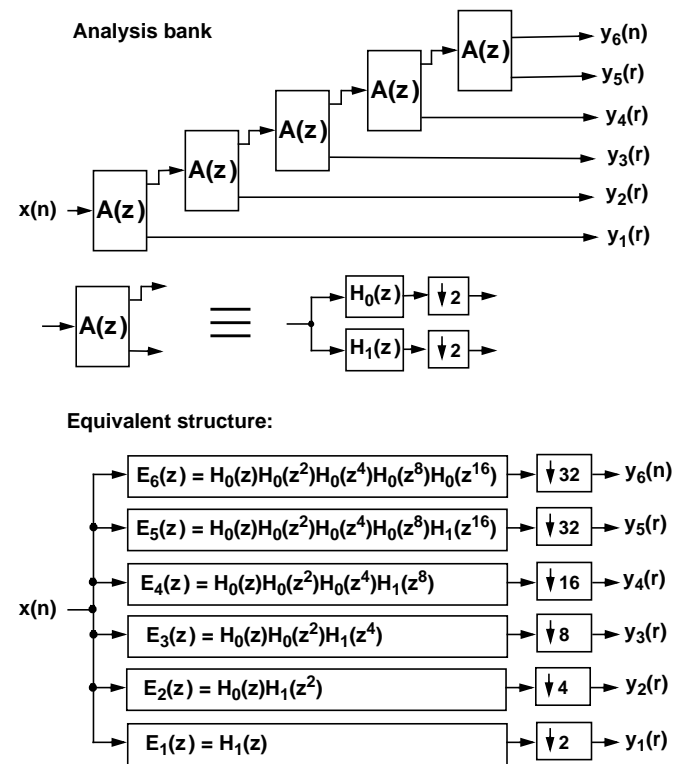 Analysis bank
A(z)
y₆(n)
y₅(r)
A(z)
y₄(r)
A(z)
y₃(r)
A(z)
y₂(r)
x(n)
A(z)
y₁(r)
A(z)
≡
H₀(z)
↓2
H₁(z)
↓2
Equivalent structure:
E₆(z) = H₀(z)H₀(z²)H₀(z⁴)H₀(z⁸)H₀(z¹⁶)
↓32
y₆(n)
E₅(z) = H₀(z)H₀(z²)H₀(z⁴)H₀(z⁸)H₁(z¹⁶)
↓32
y₅(r)
E₄(z) = H₀(z)H₀(z²)H₀(z⁴)H₁(z⁸)
↓16
y₄(r)
x(n)
E₃(z) = H₀(z)H₀(z²)H₁(z⁴)
↓8
y₃(r)
E₂(z) = H₀(z)H₁(z²)
↓4
y₂(r)
E₁(z) = H₁(z)
↓2
y₁(r)